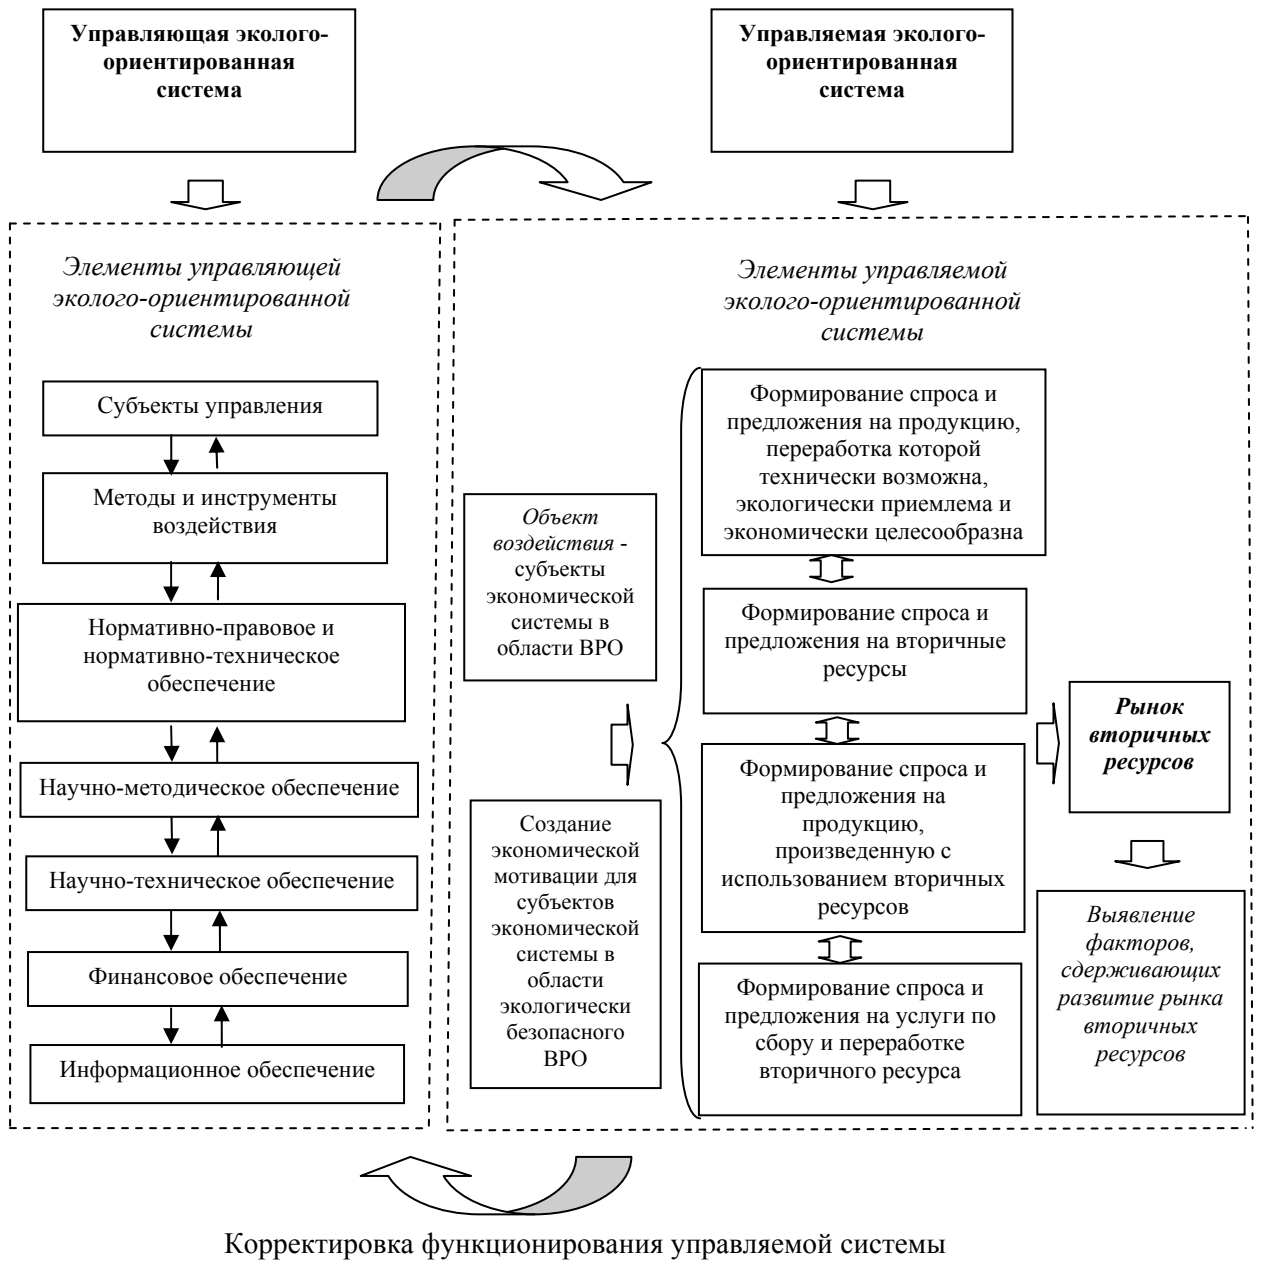 Управляющая эколого-
ориентированная
система
Управляемая эколого-
ориентированная
система
Элементы управляющей
эколого-ориентированной
системы
Субъекты управления
Методы и инструменты
воздействия
Нормативно-правовое и
нормативно-техническое
обеспечение
Научно-методическое обеспечение
Научно-техническое обеспечение
Финансовое обеспечение
Информационное обеспечение
Элементы управляемой
эколого-ориентированной
системы
Объект
воздействия -
субъекты
экономической
системы в
области ВРО
Создание
экономической
мотивации для
субъектов
экономической
системы в
области
экологически
безопасного
ВРО
Формирование спроса и
предложения на продукцию,
переработка которой
технически возможна,
экологически приемлема и
экономически целесообразна
Формирование спроса и
предложения на вторичные
ресурсы
Формирование спроса и
предложения на
продукцию,
произведенную с
использованием вторичных
ресурсов
Формирование спроса и
предложения на услуги по
сбору и переработке
вторичного ресурса
Рынок
вторичных
ресурсов
Выявление
факторов,
сдерживающих
развитие рынка
вторичных
ресурсов
Корректировка функционирования управляемой системы